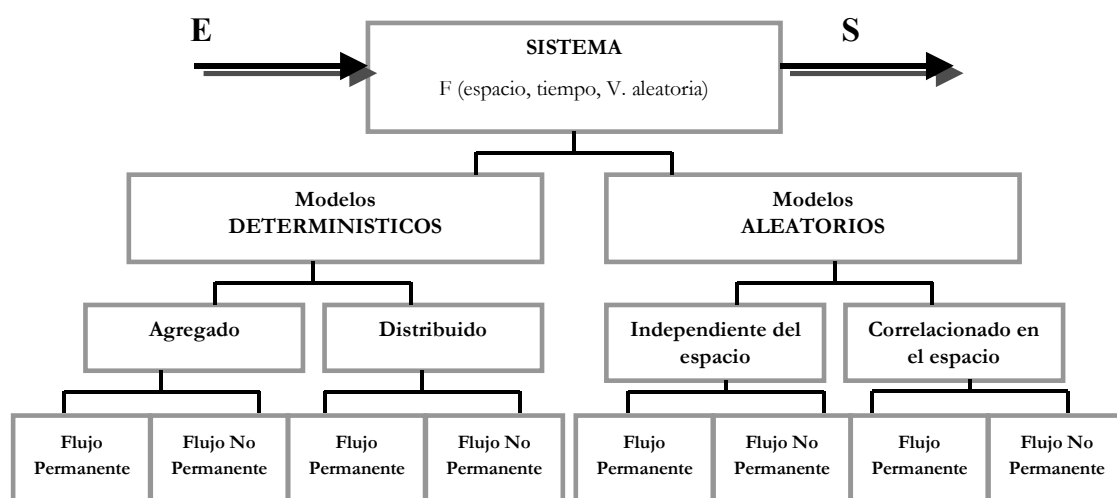 E
S
SISTEMA
F (espacio, tiempo, V. aleatoria)
Modelos
DETERMINISTICOS
Modelos
ALEATORIOS
Agregado
Distribuido
Independiente del
espacio
Correlacionado en
el espacio
Flujo
Permanente
Flujo No
Permanente
Flujo
Permanente
Flujo No
Permanente
Flujo
Permanente
Flujo No
Permanente
Flujo
Permanente
Flujo No
Permanente